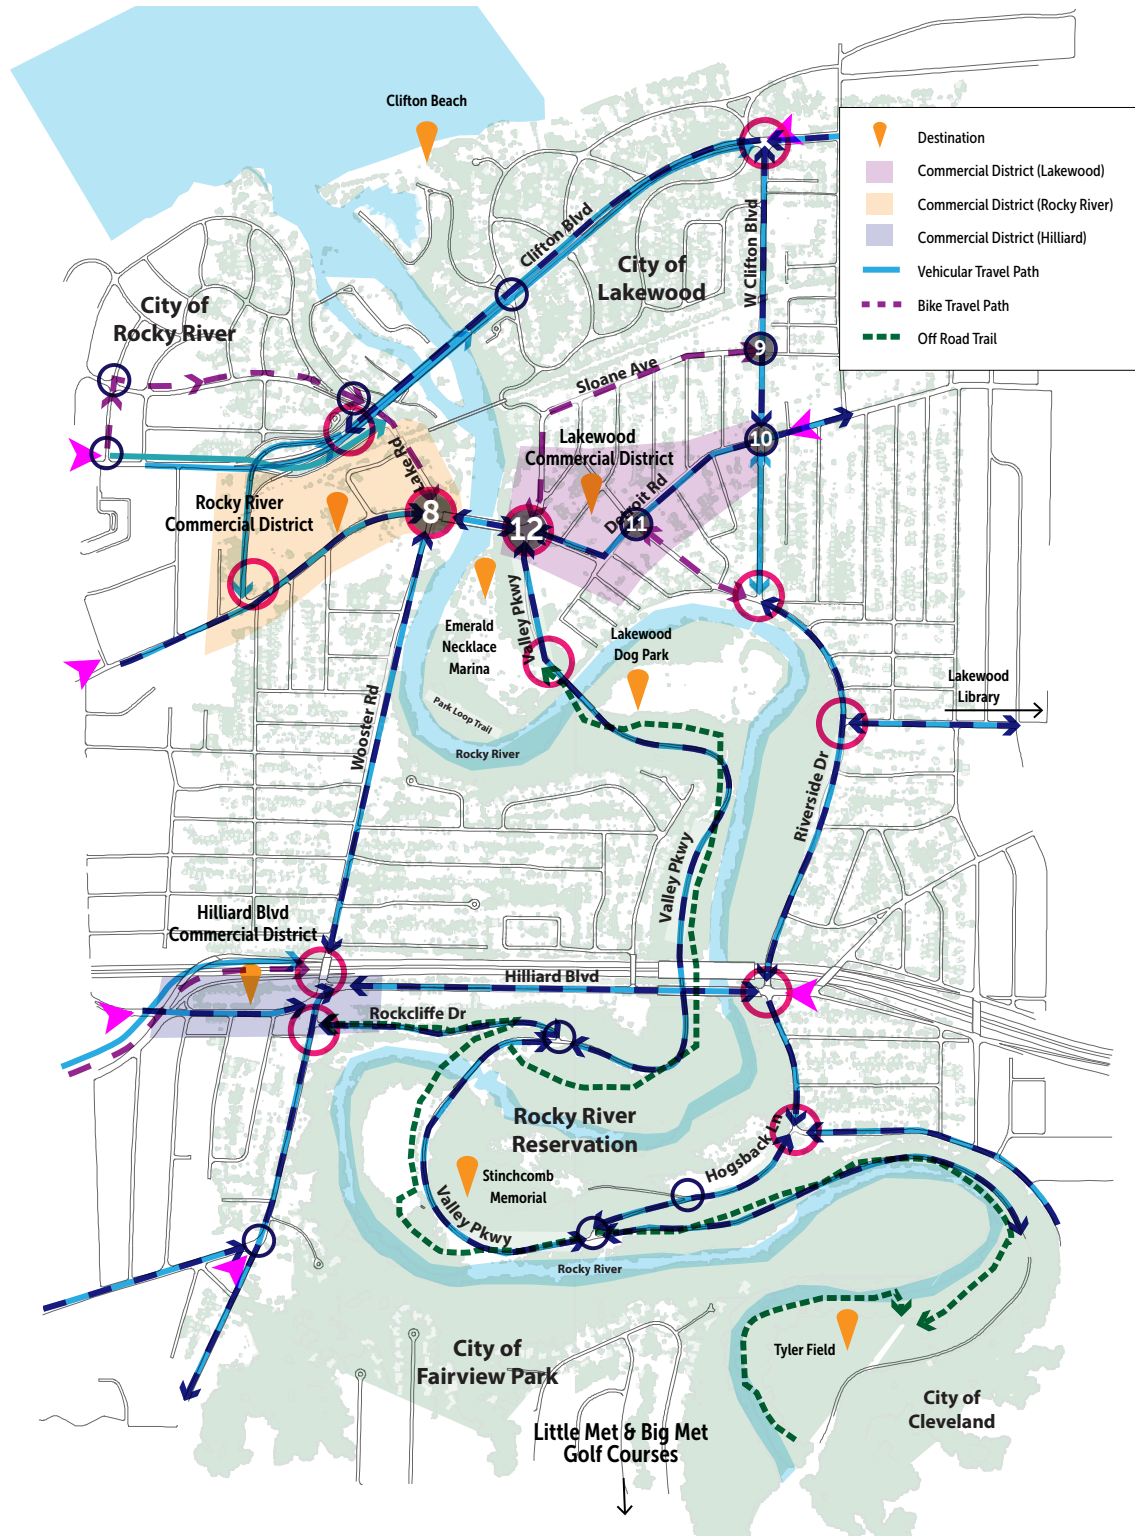 Clifton Beach
Destination
Commercial District (Lakewood)
Commercial District (Rocky River)
Commercial District (Hilliard)
Vehicular Travel Path
Bike Travel Path
Off Road Trail
Clifton Blvd
W Clifton Blvd
City of
Lakewood
City of
Rocky River
9
Sloane Ave
Lakewood
Commercial District
10
Lake Rd
Detroit Rd
Rocky River
Commercial District
8
12
11
Valley Pkwy
Emerald
Necklace
Marina
Lakewood
Dog Park
Lakewood
Library
Wooster Rd
Park Loop Trail
Rocky River
Riverside Dr
Valley Pkwy
Hilliard Blvd
Commercial District
Hilliard Blvd
Rockcliffe Dr
Rocky River
Reservation
Hogsback Ln
Stinchcomb
Memorial
Valley Pkwy
Rocky River
Tyler Field
City of
Fairview Park
City of
Cleveland
Little Met & Big Met
Golf Courses